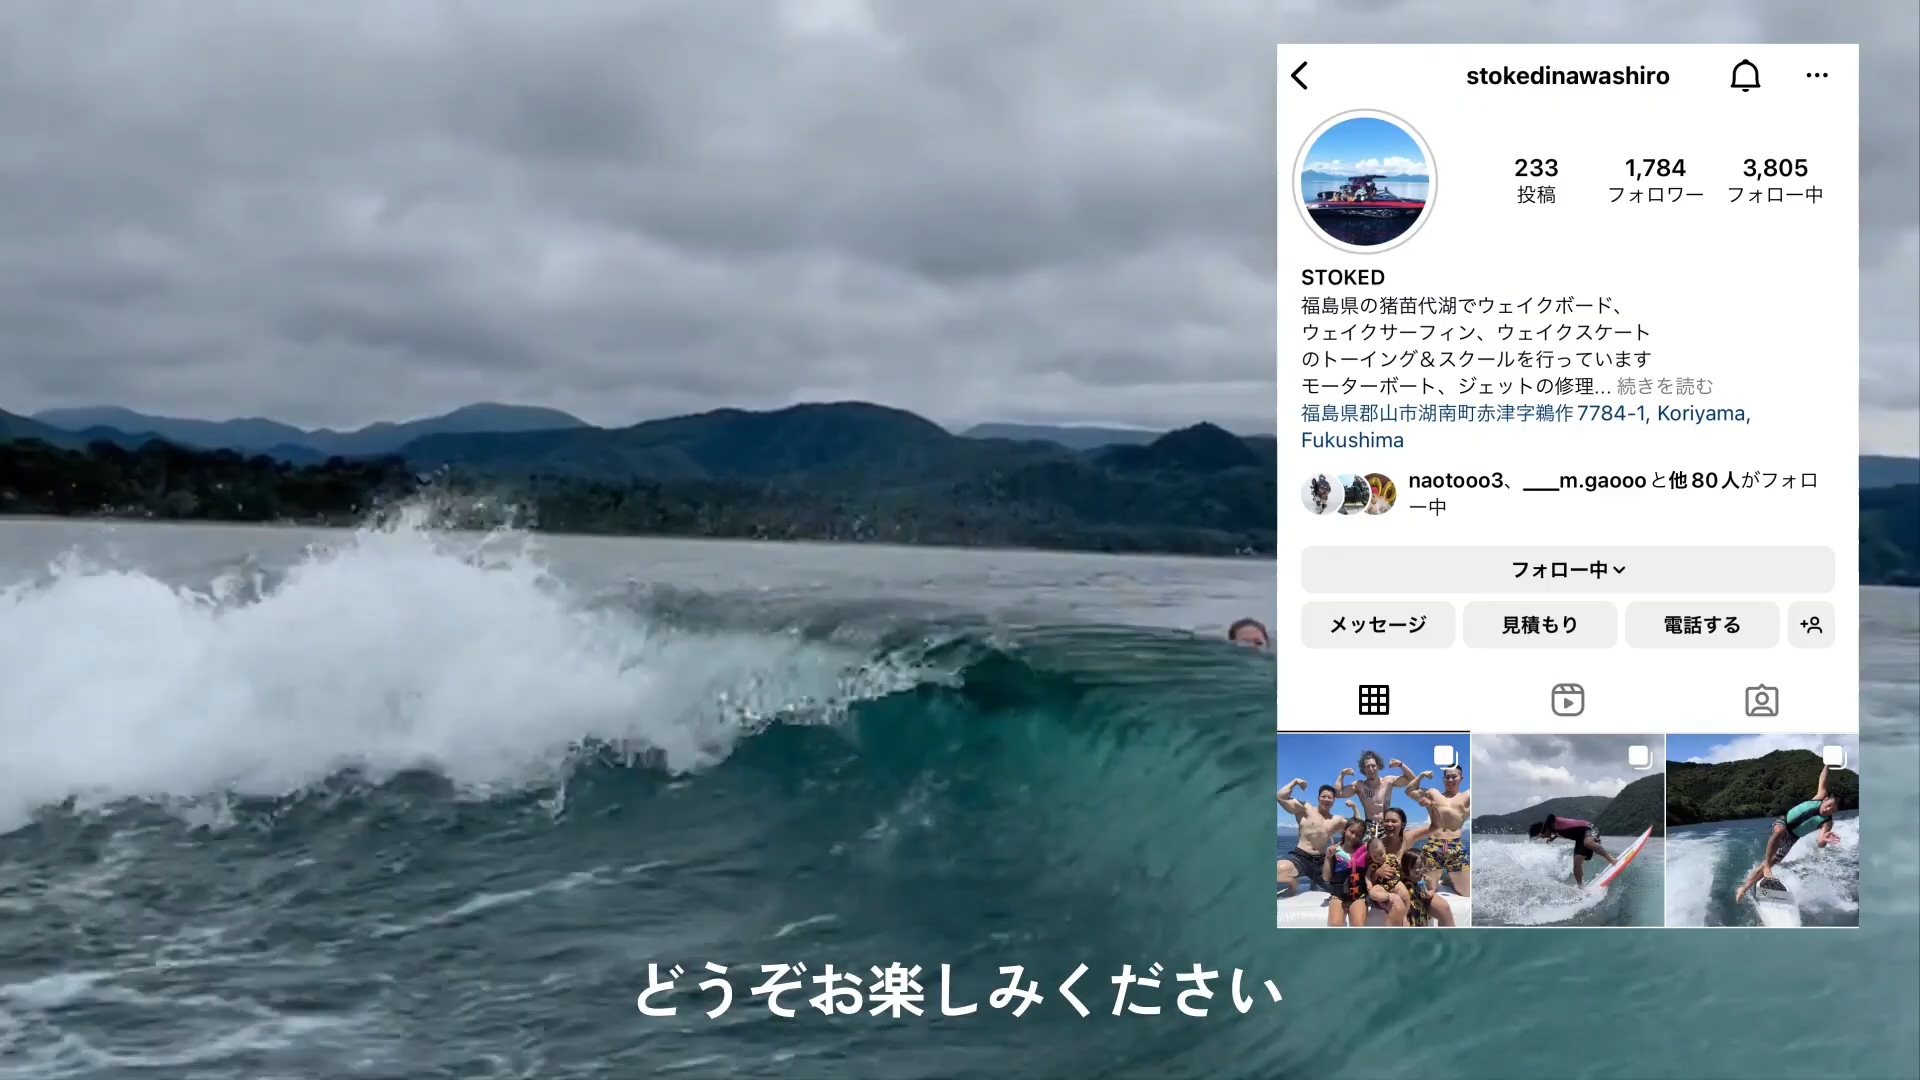 stokedinawashiro
233
投稿
1,784
フォロワー
3,805
フォロー中
STOKED
福島県の猪苗代湖でウェイクボード、
ウェイクサーフィン、ウェイクスケート
のトーイング＆スクールを行っています
モーターボート、ジェットの修理... 続きを読む
福島県郡山市湖南町赤津字鵜作7784-1, Koriyama,
Fukushima
naotooo3、___m.gaoooと他80人がフォロ
ー中
フォロー中
メッセージ
見積もり
電話する
どうぞお楽しみください